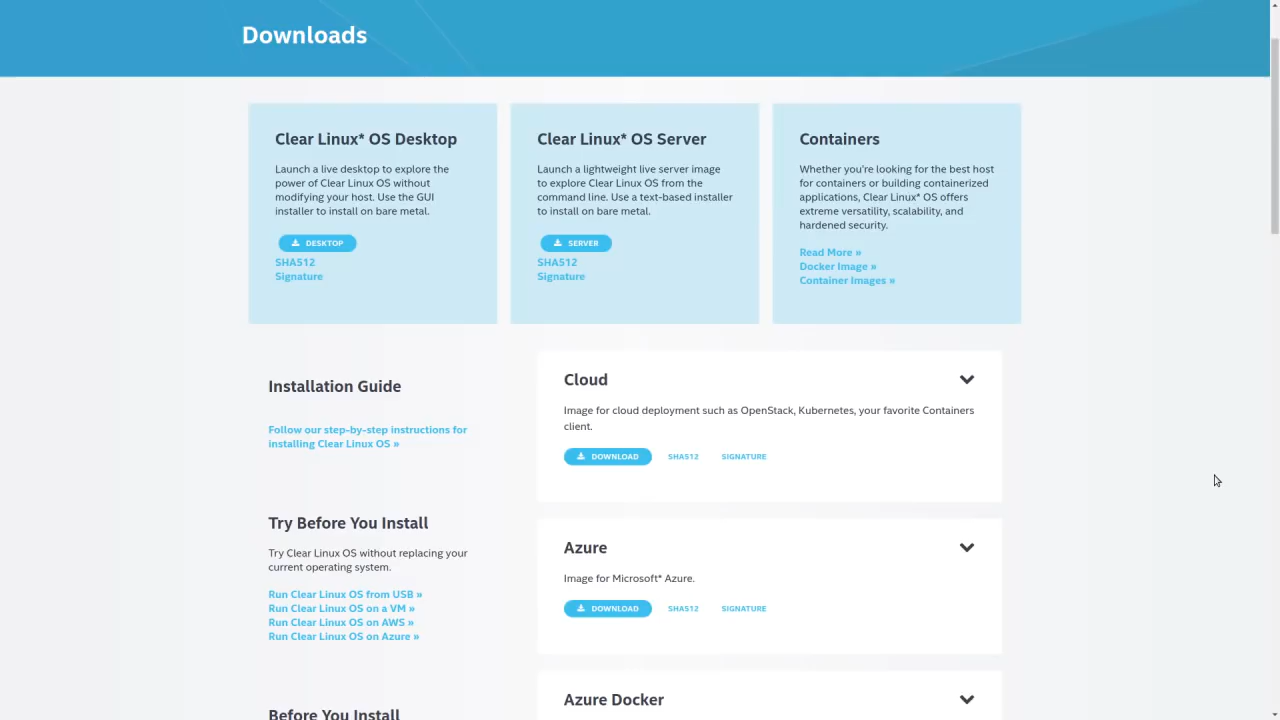 Downloads
Clear Linux* OS Desktop
Launch a live desktop to explore the
power of Clear Linux OS without
modifying your host. Use the GUI
installer to install on bare metal.
DESKTOP
SHA512
Signature
Clear Linux* OS Server
Launch a lightweight live server image
to explore Clear Linux OS from the
command line. Use a text-based installer
to install on bare metal.
SERVER
SHA512
Signature
Containers
Whether you're looking for the best host
for containers or building containerized
applications, Clear Linux* OS offers
extreme versatility, scalability, and
hardened security.
Read More »
Docker Image »
Container Images »
Installation Guide
Follow our step-by-step instructions for
installing Clear Linux OS »
Try Before You Install
Try Clear Linux OS without replacing your
current operating system.
Run Clear Linux OS from USB »
Run Clear Linux OS on a VM »
Run Clear Linux OS on AWS »
Run Clear Linux OS on Azure »
Before You Install
Cloud
Image for cloud deployment such as OpenStack, Kubernetes, your favorite Containers
client.
DOWNLOAD SHA512 SIGNATURE
Azure
Image for Microsoft* Azure.
DOWNLOAD SHA512 SIGNATURE
Azure Docker